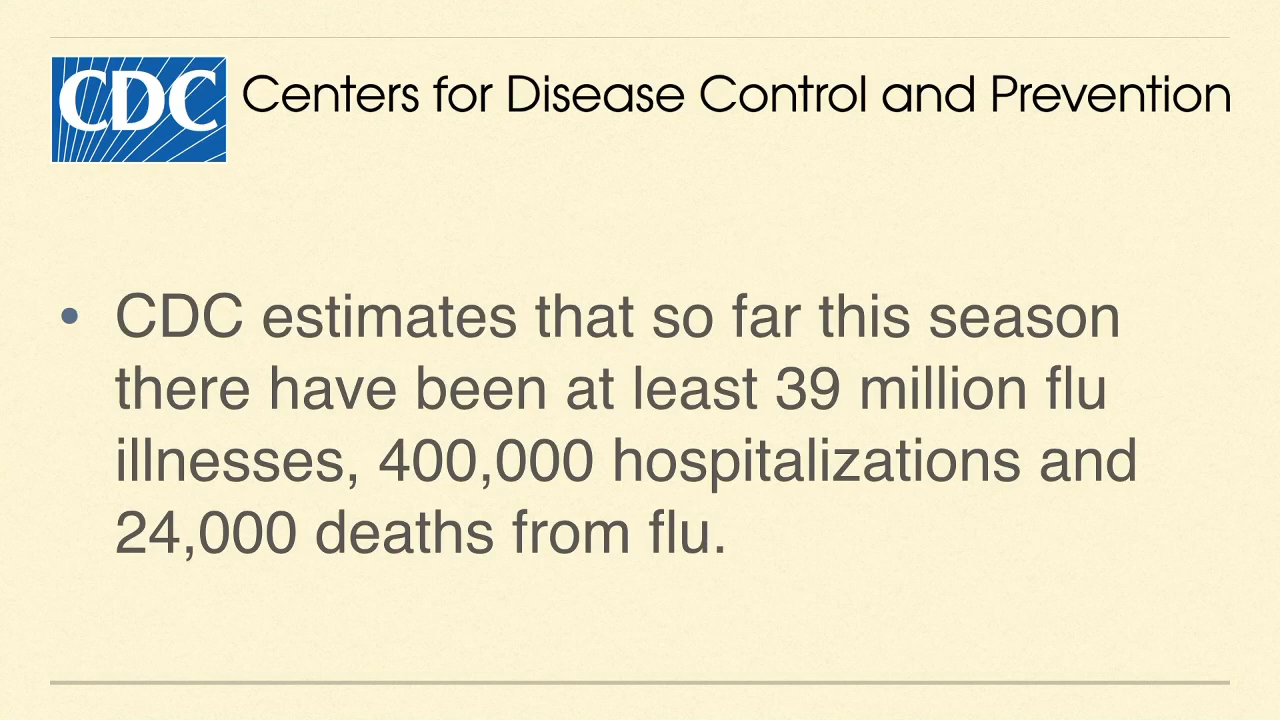 CDC Centers for Disease Control and Prevention
• CDC estimates that so far this season
there have been at least 39 million flu
illnesses, 400,000 hospitalizations and
24,000 deaths from flu.